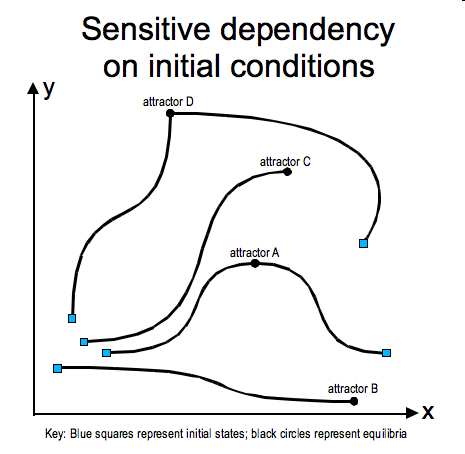 Sensitive dependency
on initial conditions
y
attractor D
attractor C
attractor A
attractor B
x
Key: Blue squares represent initial states; black circles represent equilibria